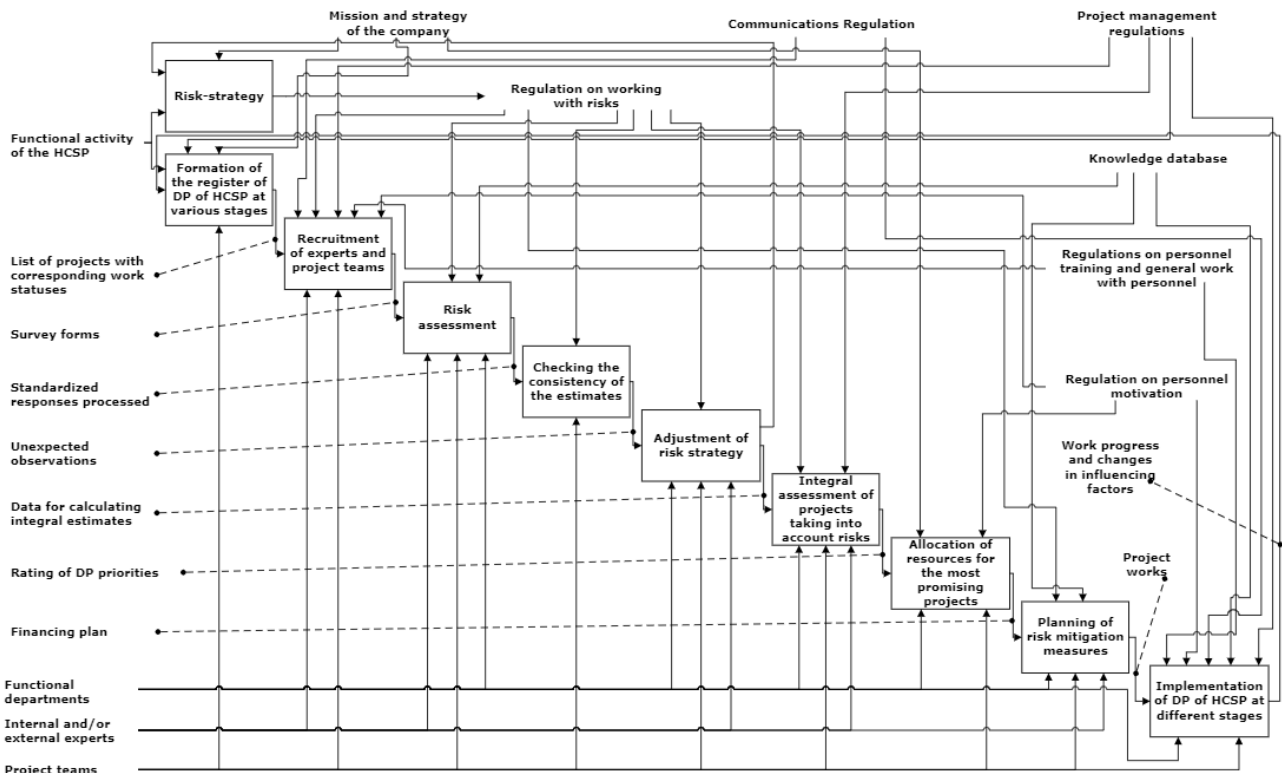 Mission and strategy
of the company
Communications Regulation
Project management
regulations
Risk-strategy
Regulation on working
with risks
Functional activity
of the HCSP
Formation of
the register of
DP of HCSP at
various stages
Knowledge database
Recruitment
of experts and
project teams
List of projects with
corresponding work
statuses
Regulations on personnel
training and general work
with personnel
Risk
assessment
Survey forms
Checking the
consistency of
the estimates
Standardized
responses processed
Regulation on personnel
motivation
Adjustment of
risk strategy
Unexpected
observations
Work progress
and changes
in influencing
factors
Integral
assessment of
projects
taking into
account risks
Data for calculating
integral estimates
Allocation of
resources for
the most
promising
projects
Rating of DP priorities
Project
works
Planning of
risk mitigation
measures
Financing plan
Implementation
of DP of HCSP at
different stages
Functional
departments
Internal and/or
external experts
Project teams